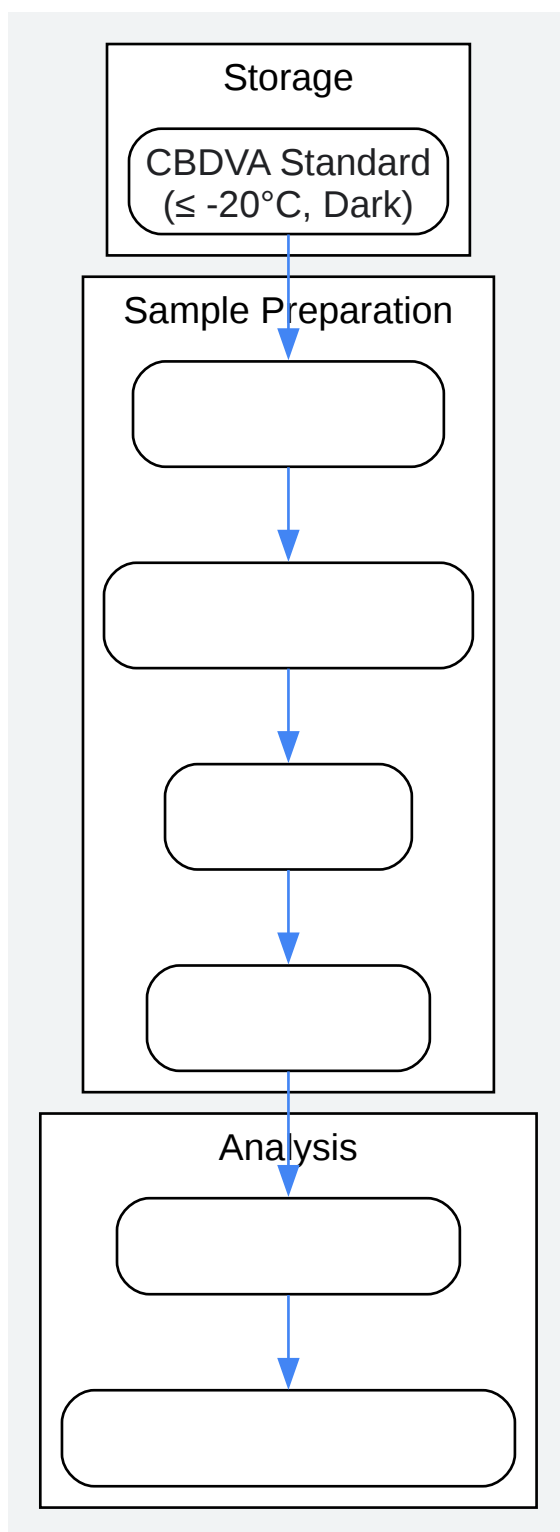 Storage
CBDVA Standard
(≤ -20°C, Dark)
Sample Preparation
Analysis